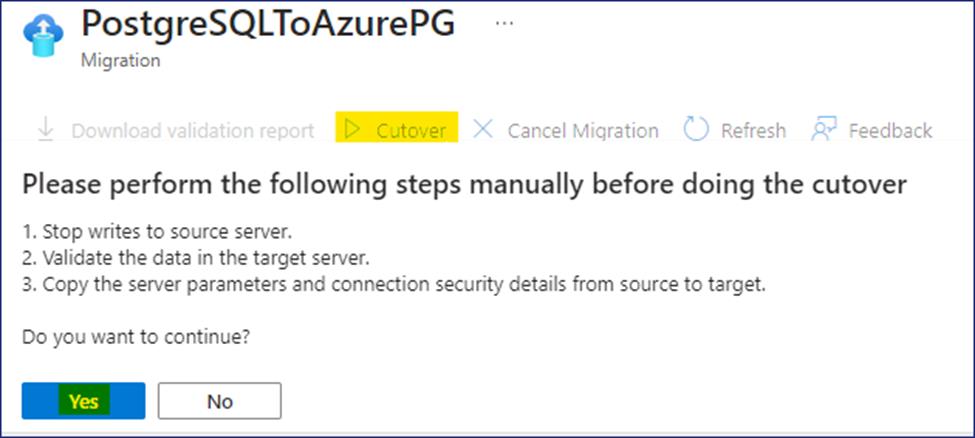 PostgreSQLToAzurePG ...
Migration
Download validation report Cutover Cancel Migration Refresh Feedback
Please perform the following steps manually before doing the cutover
1. Stop writes to source server.
2. Validate the data in the target server.
3. Copy the server parameters and connection security details from source to target.
Do you want to continue?
Yes No